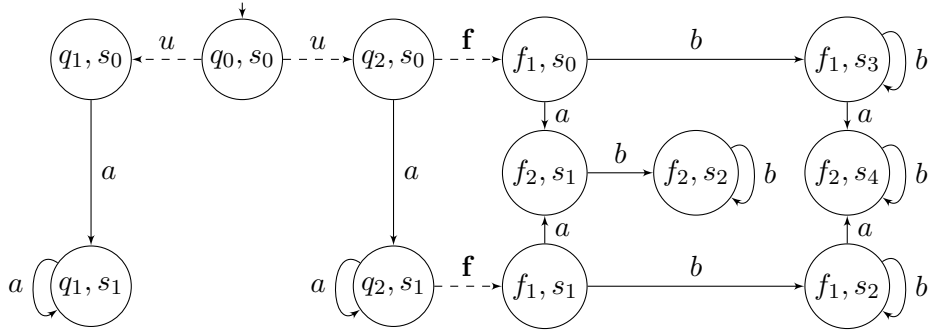 u u f b
q₁, s₀ q₀, s₀ q₂, s₀ f₁, s₀ f₁, s₃ b
a a
a a b f₂, s₁ f₂, s₂ b f₂, s₄ b
a a
f b
a q₁, s₁ a q₂, s₁ f₁, s₁ f₁, s₂ b